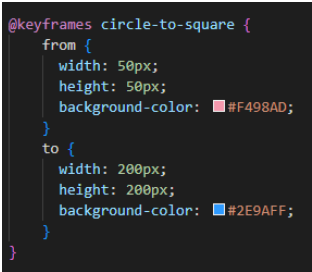 @keyframes circle-to-square {
from {
width: 50px;
height: 50px;
background-color: #F498AD;
}
to {
width: 200px;
height: 200px;
background-color: #2E9AFF;
}
}